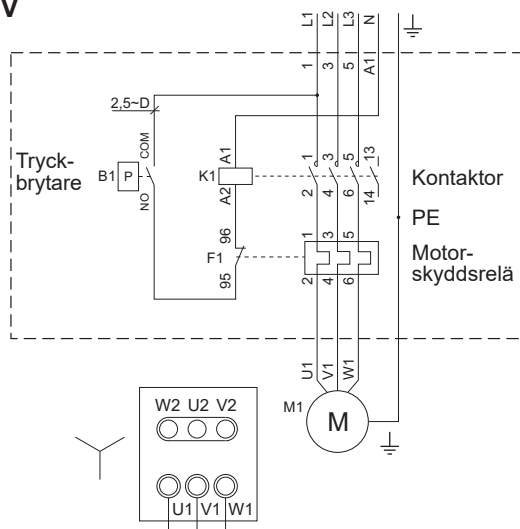 V
L1 L2 L3 N
1 3 5 A1
2,5~D
Tryck-
brytare
B1 P
COM
NO
K1
A1
A2
1 3 5 13
2 4 6 14
Kontaktor
PE
F1
96
95
1 3 5
2 4 6
Motor-
skyddsrelä
U1 V1 W1
M1
M
W2 U2 V2
U1 V1 W1